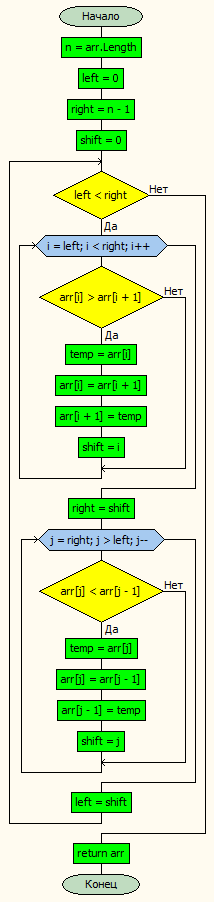 Начало
n = arr.Length
left = 0
right = n - 1
shift = 0
left < right
Нет
Да
i = left; i < right; i++
arr[i] > arr[i + 1]
Нет
Да
temp = arr[i]
arr[i] = arr[i + 1]
arr[i + 1] = temp
shift = i
right = shift
j = right; j > left; j--
arr[j] < arr[j - 1]
Нет
Да
temp = arr[j]
arr[j] = arr[j - 1]
arr[j - 1] = temp
shift = j
left = shift
return arr
Конец